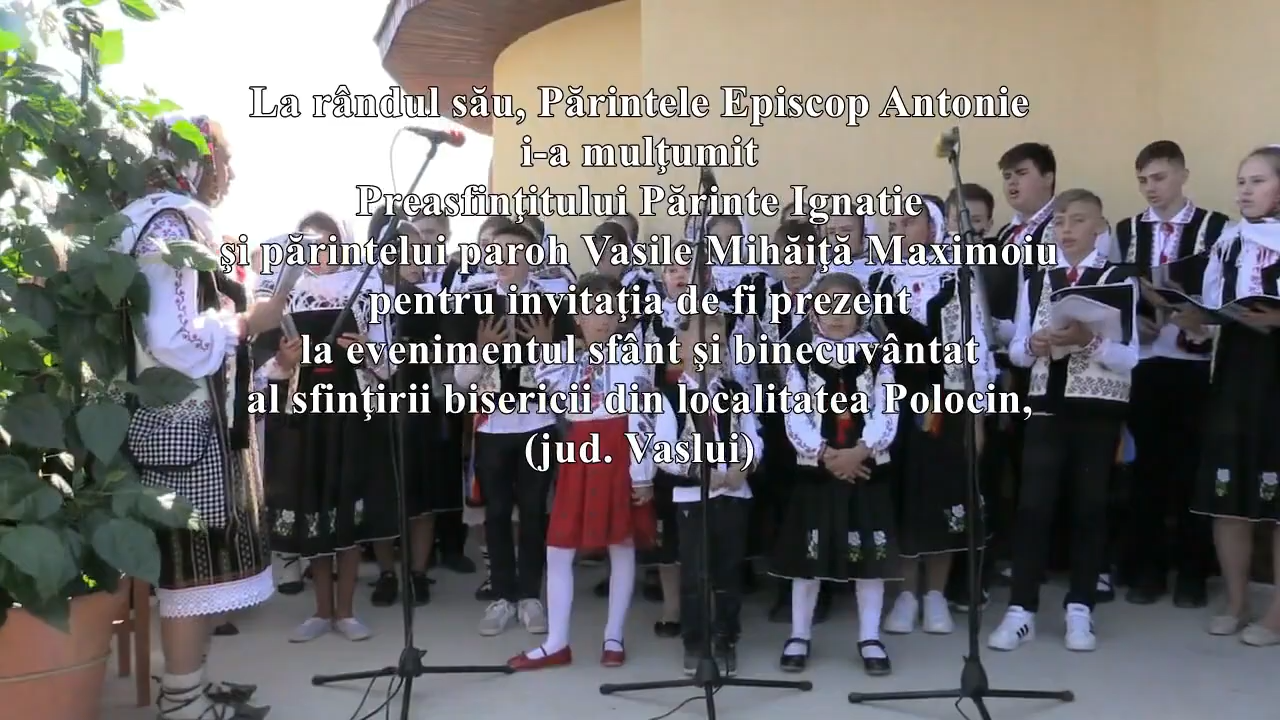 La rândul său, Părintele Episcop Antonie
i-a mulţumit
Preasfinţitului Părinte Ignatie
şi părintelui paroh Vasile Mihăiţă Maximoiu
pentru invitaţia de fi prezent
la evenimentul sfânt şi binecuvântat
al sfinţirii bisericii din localitatea Polocin,
(jud. Vaslui)